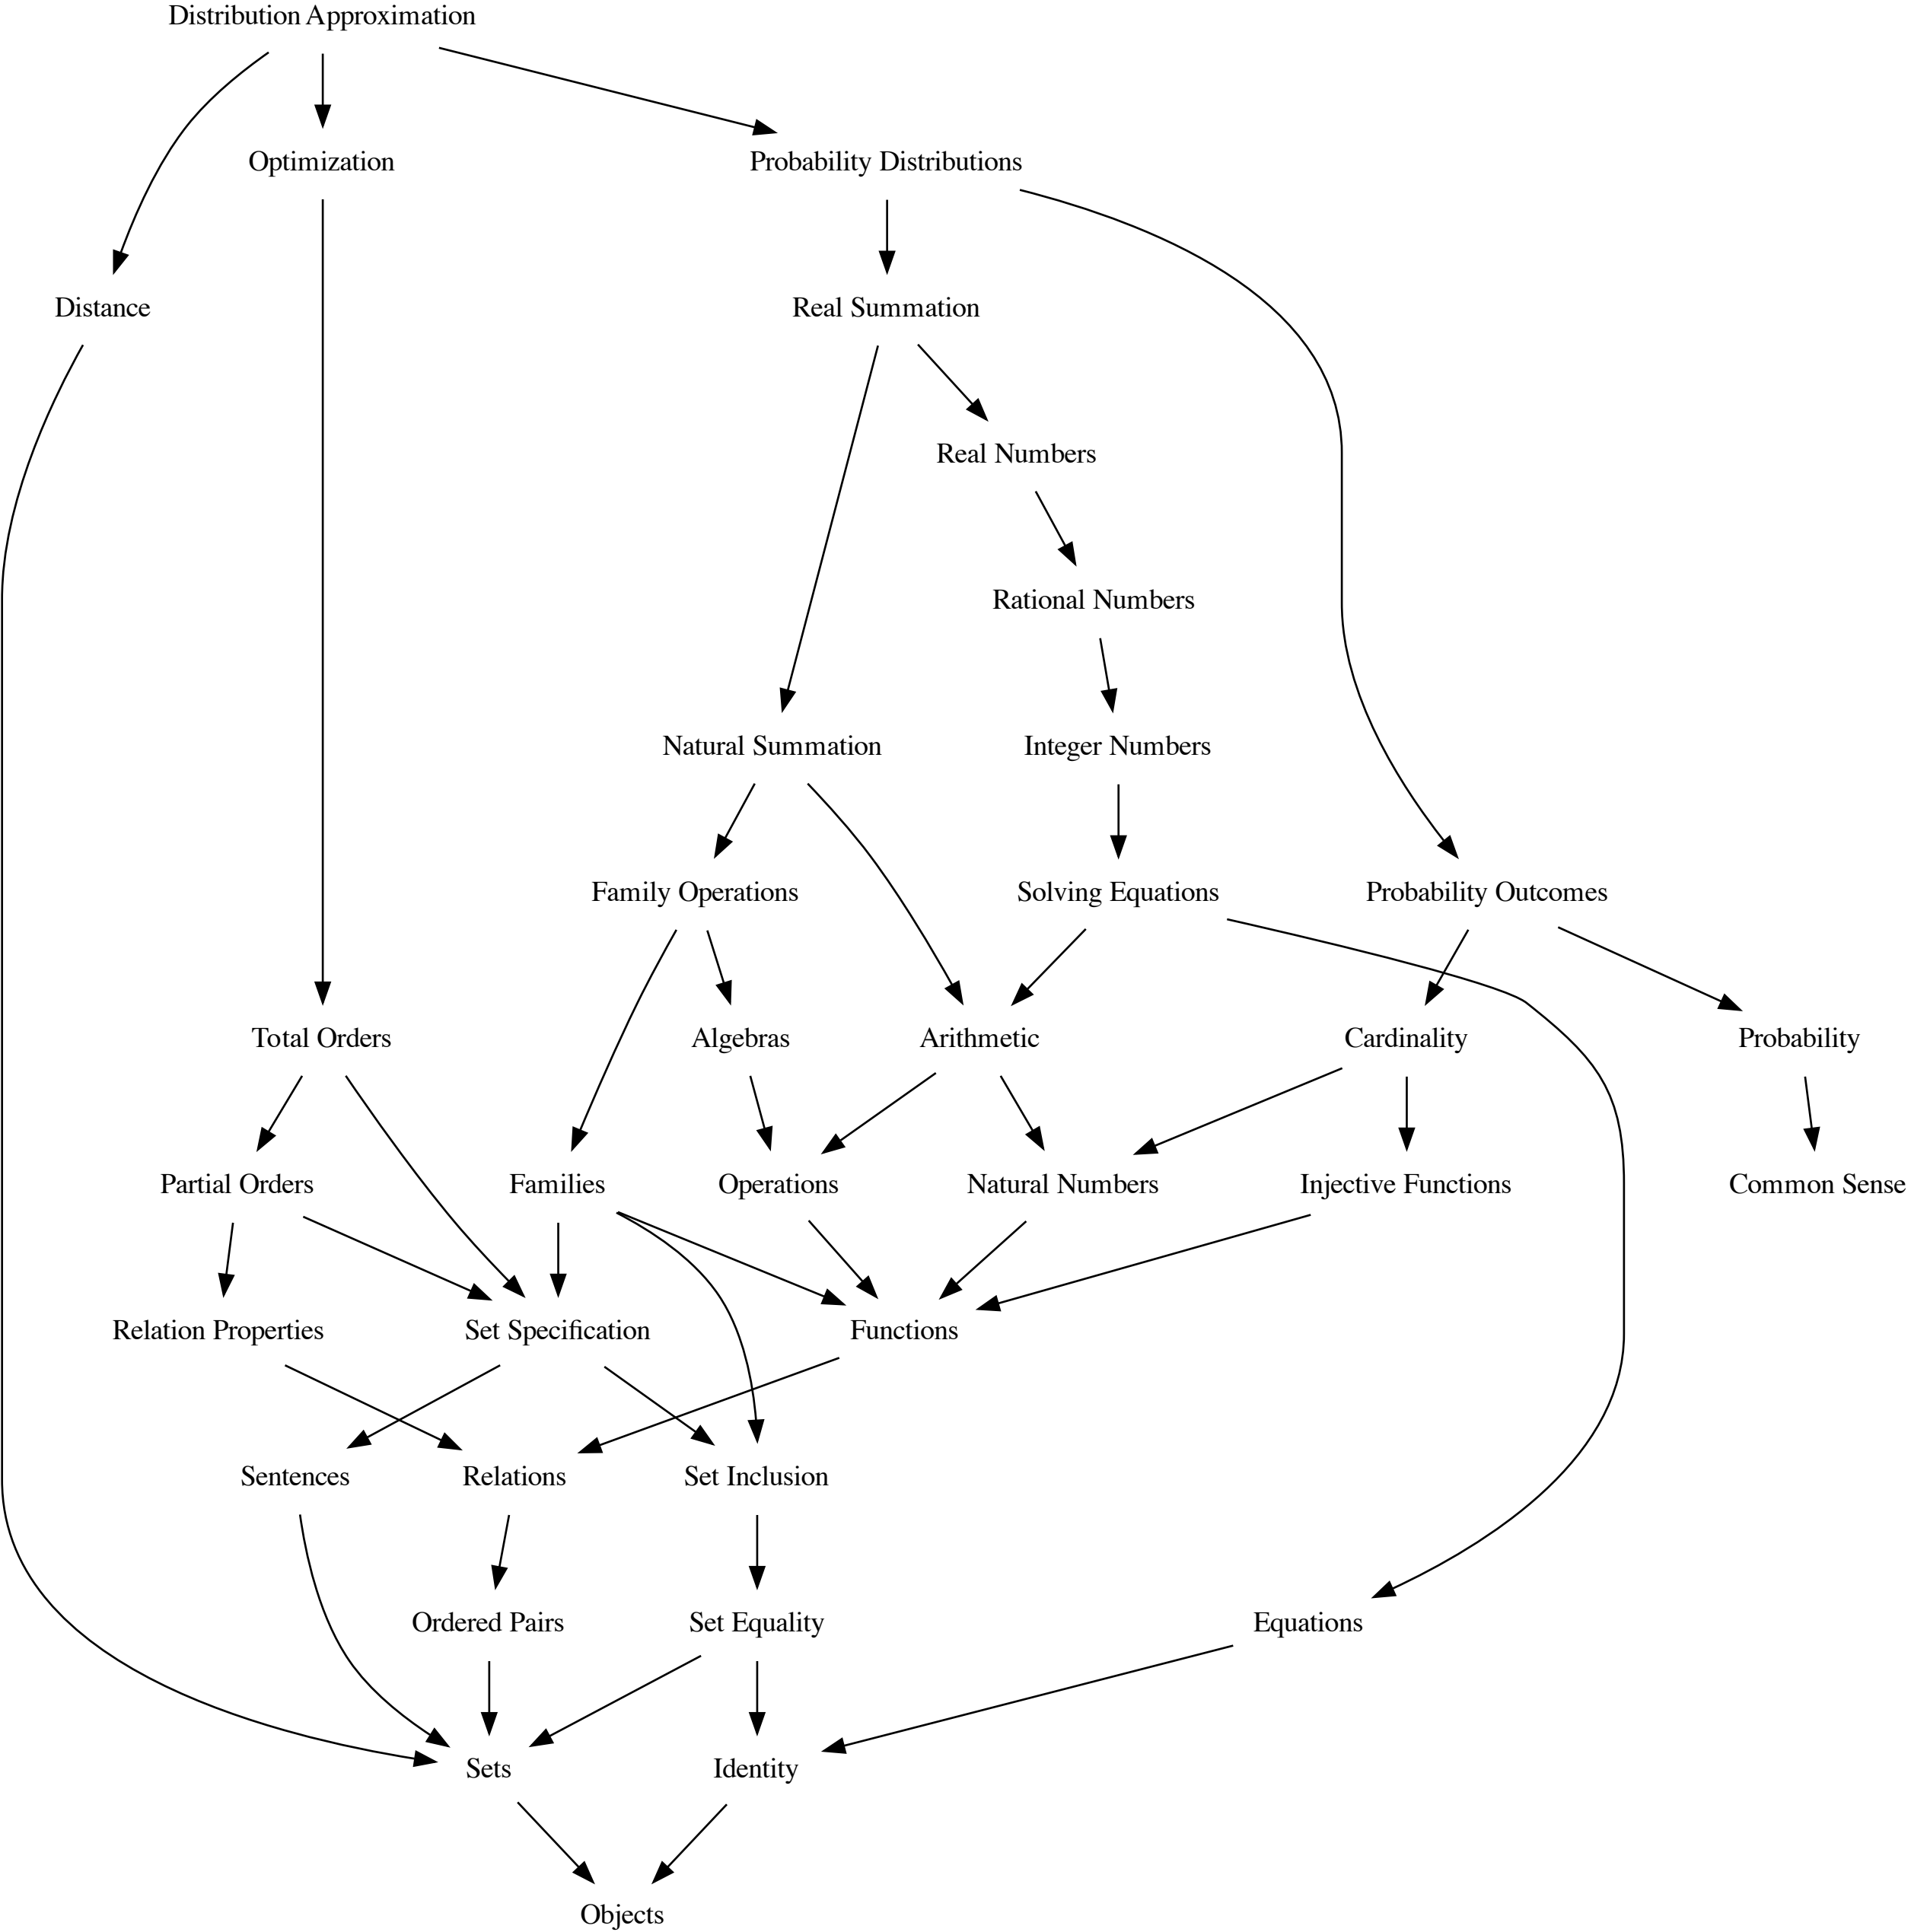 Distribution Approximation
Optimization
Probability Distributions
Distance
Real Summation
Real Numbers
Rational Numbers
Natural Summation
Integer Numbers
Family Operations
Solving Equations
Probability Outcomes
Total Orders
Algebras
Arithmetic
Cardinality
Probability
Partial Orders
Families
Operations
Natural Numbers
Injective Functions
Common Sense
Relation Properties
Set Specification
Functions
Sentences
Relations
Set Inclusion
Ordered Pairs
Set Equality
Equations
Sets
Identity
Objects